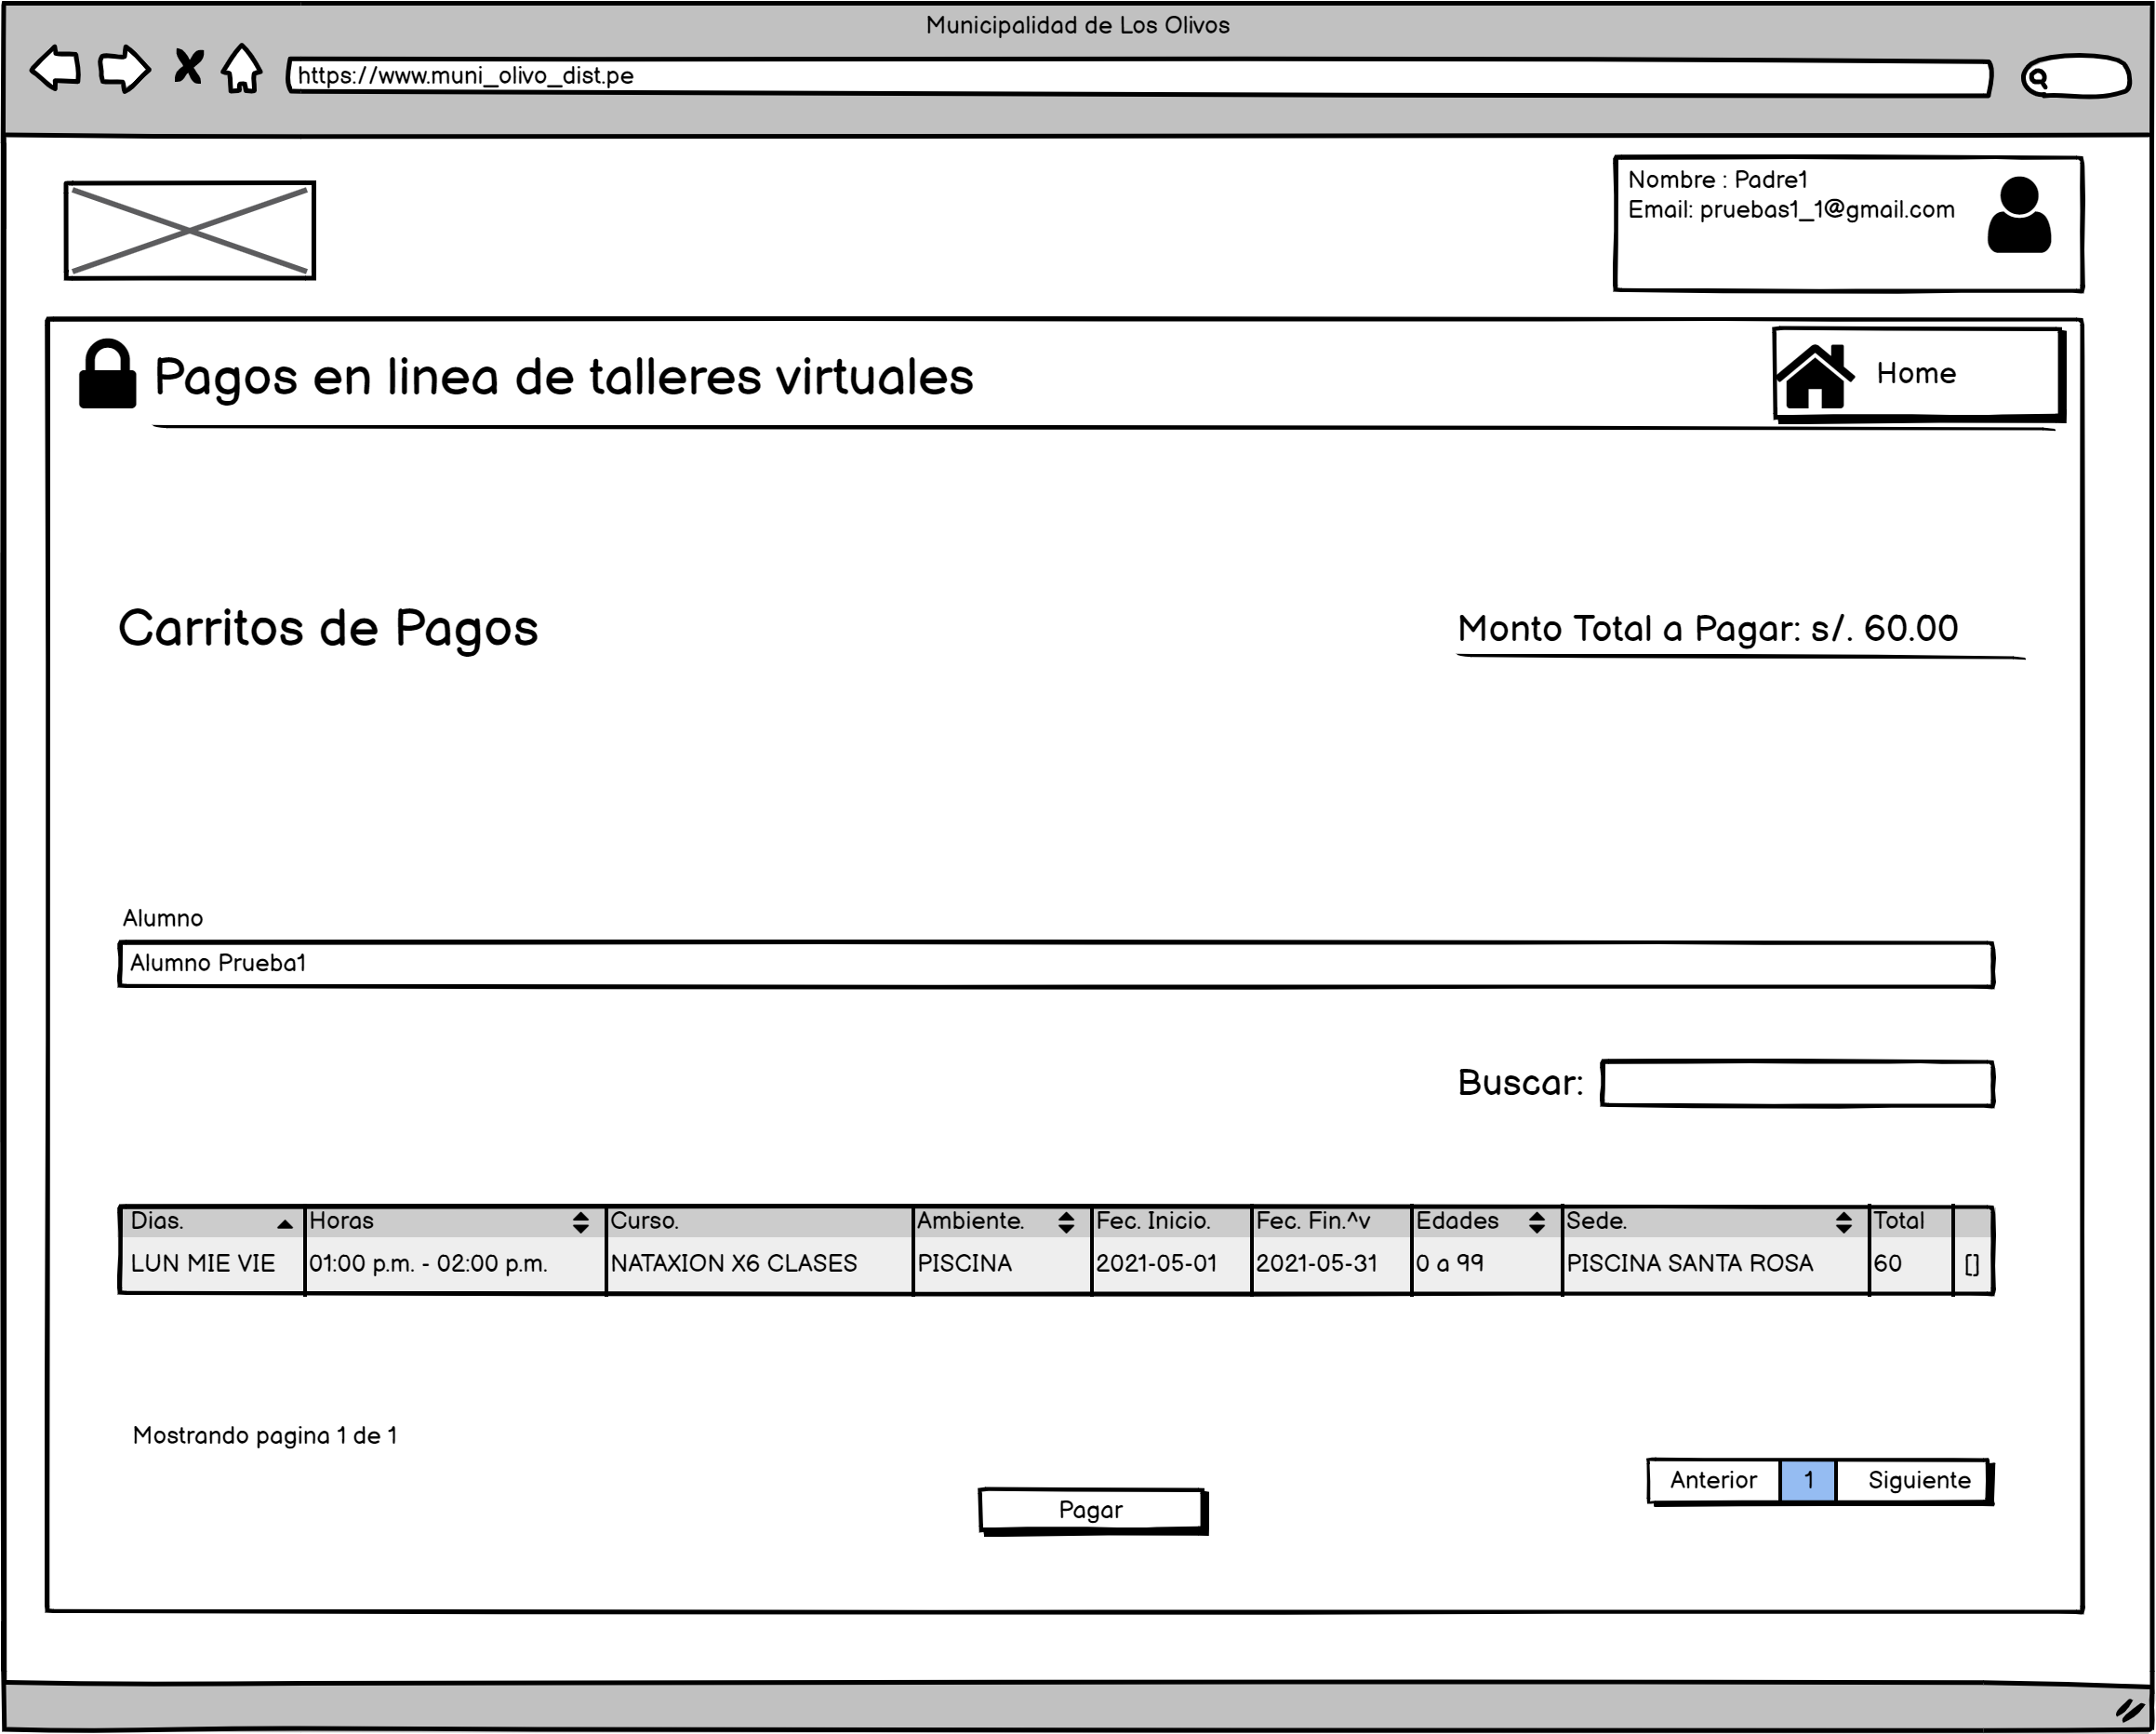 Municipalidad de Los Olivos
https://www.muni_olivo_dist.pe
Nombre : Padre1
Email: pruebas1_1@gmail.com
Pagos en linea de talleres virtuales
Home
Carritos de Pagos
Monto Total a Pagar: s/. 60.00
Alumno
Alumno Prueba1
Buscar:
Dias. Horas Curso. Ambiente. Fec. Inicio. Fec. Fin.^v Edades Sede. Total
LUN MIE VIE 01:00 p.m. - 02:00 p.m. NATAXION X6 CLASES PISCINA 2021-05-01 2021-05-31 0 a 99 PISCINA SANTA ROSA 60 []
Mostrando pagina 1 de 1
Anterior 1 Siguiente
Pagar